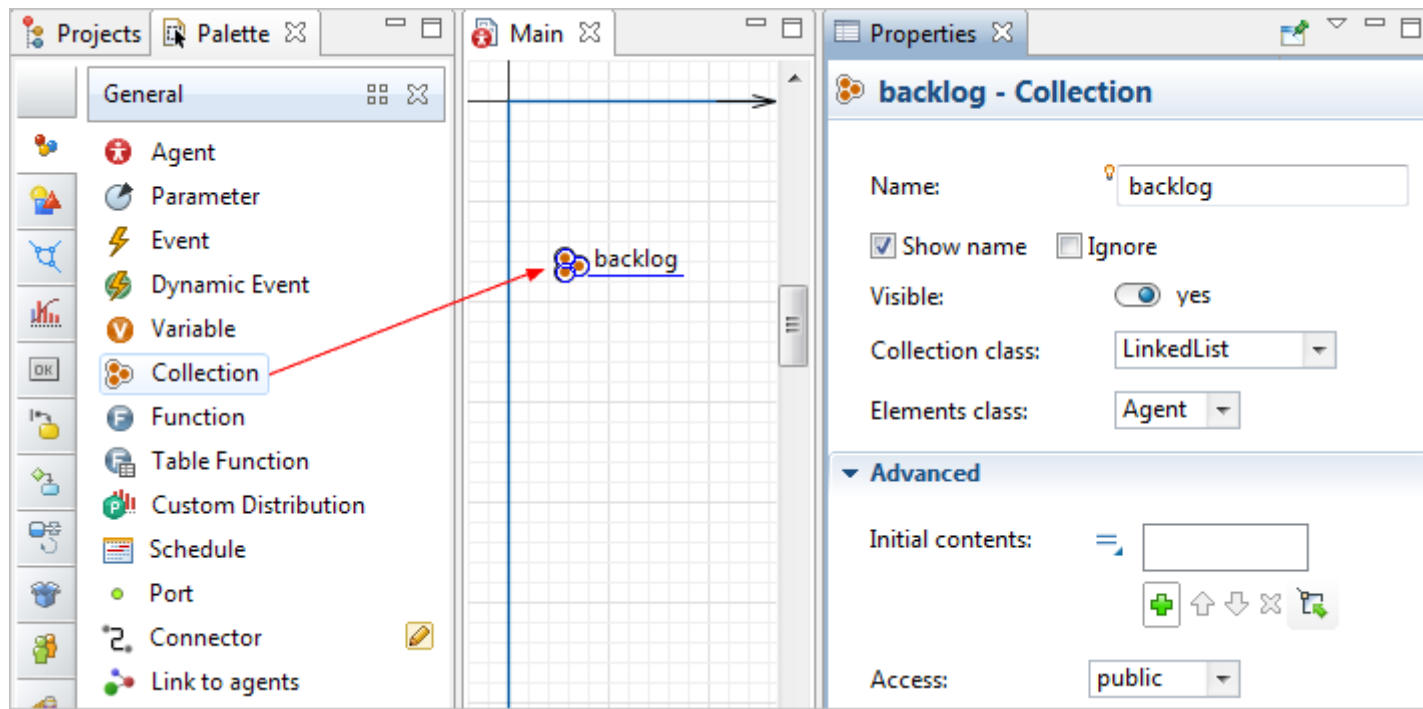 Projects
Palette
General
Agent
Parameter
Event
Dynamic Event
Variable
Collection
Function
Table Function
Custom Distribution
Schedule
Port
Connector
Link to agents
OK
Main
backlog
Properties
backlog - Collection
Name: backlog
Show name Ignore
Visible: yes
Collection class: LinkedList
Elements class: Agent
Advanced
Initial contents:
Access: public